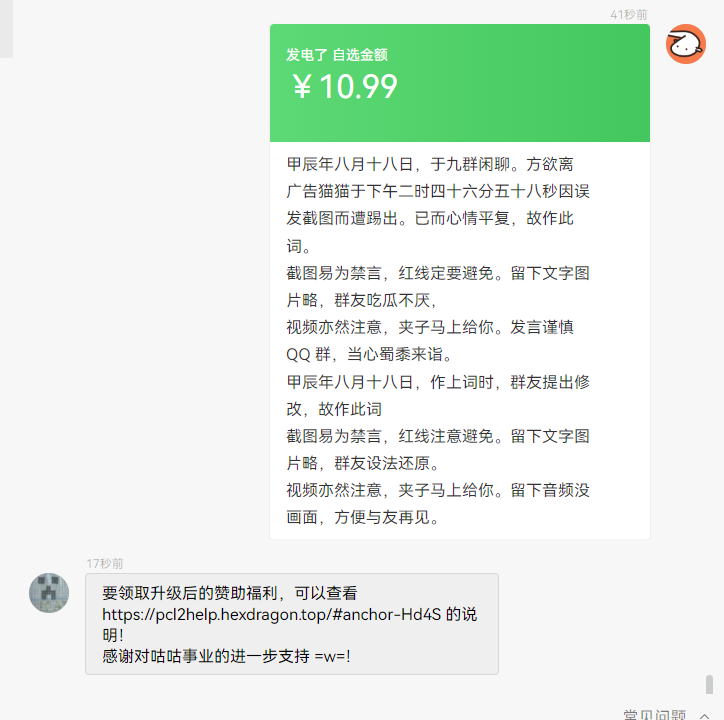 41秒前
发电了 自选金额
￥10.99
甲辰年八月十八日，于九群闲聊。方欲离
广告猫猫于下午二时四十六分五十八秒因误
发截图而遭踢出。已而心情平复，故作此
词。
截图易为禁言，红线定要避免。留下文字图
片略，群友吃瓜不厌，
视频亦然注意，夹子马上给你。发言谨慎
QQ 群，当心蜀黍来诣。
甲辰年八月十八日，作上词时，群友提出修
改，故作此词
截图易为禁言，红线注意避免。留下文字图
片略，群友设法还原。
视频亦然注意，夹子马上给你。留下音频没
画面，方便与友再见。
17秒前
要领取升级后的赞助福利，可以查看
https://pcl2help.hexdragon.top/#anchor-Hd4S 的说
明！
感谢对咕咕事业的进一步支持 =w=！
常见问题